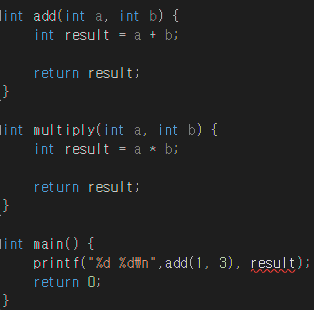 int add(int a, int b) {
int result = a + b;
return result;
}
int multiply(int a, int b) {
int result = a * b;
return result;
}
int main() {
printf("%d %d₩n",add(1, 3), result);
return 0;
}